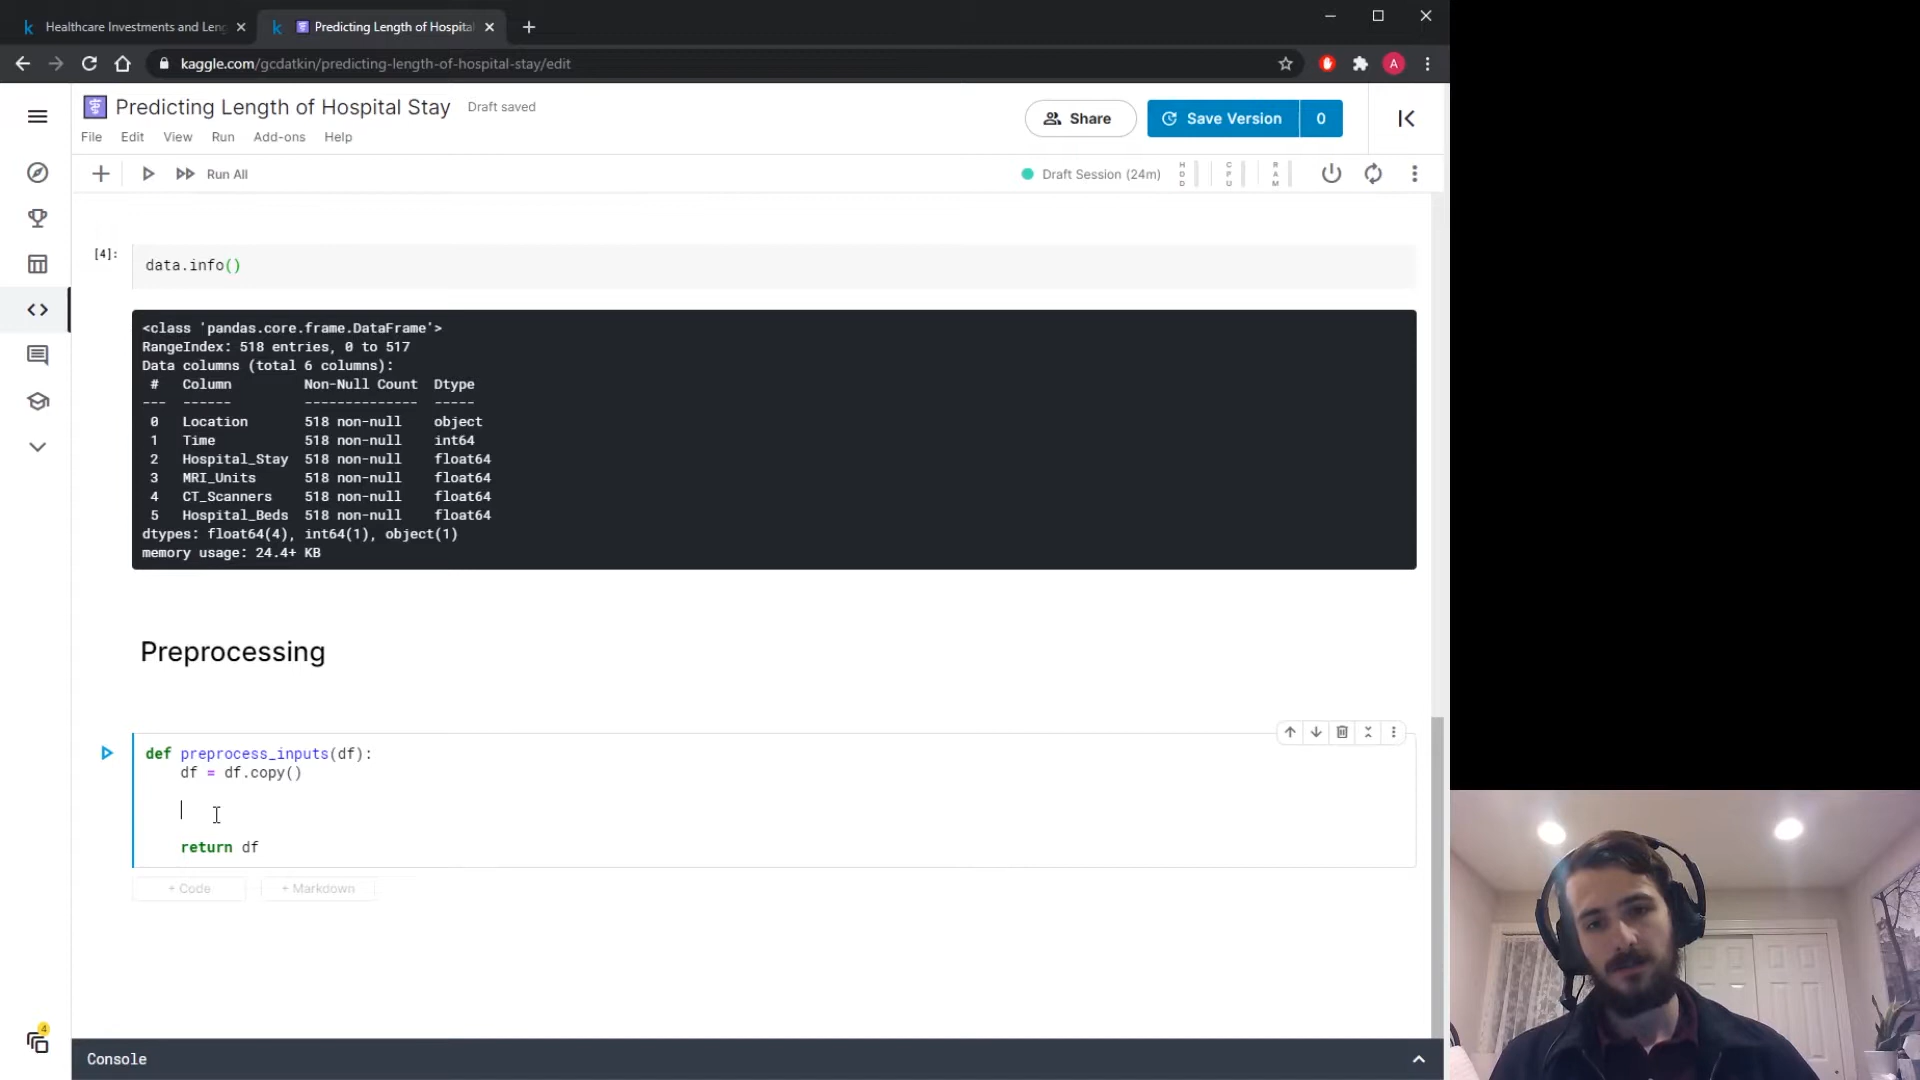 Healthcare Investments and Leng
Predicting Length of Hospital
kaggle.com/gcdatkin/predicting-length-of-hospital-stay/edit
A
Predicting Length of Hospital Stay
Draft saved
Share
Save Version
0
File Edit View Run Add-ons Help
Run All
Draft Session (24m)
HDD
CPU
RAM
[4]:
data.info()
<class 'pandas.core.frame.DataFrame'>
RangeIndex: 518 entries, 0 to 517
Data columns (total 6 columns):
# Column Non-Null Count Dtype
--- ------ -------------- -----
0 Location 518 non-null object
1 Time 518 non-null int64
2 Hospital_Stay 518 non-null float64
3 MRI_Units 518 non-null float64
4 CT_Scanners 518 non-null float64
5 Hospital_Beds 518 non-null float64
dtypes: float64(4), int64(1), object(1)
memory usage: 24.4+ KB
Preprocessing
def preprocess_inputs(df):
df = df.copy()
return df
+ Code
+ Markdown
4
Console